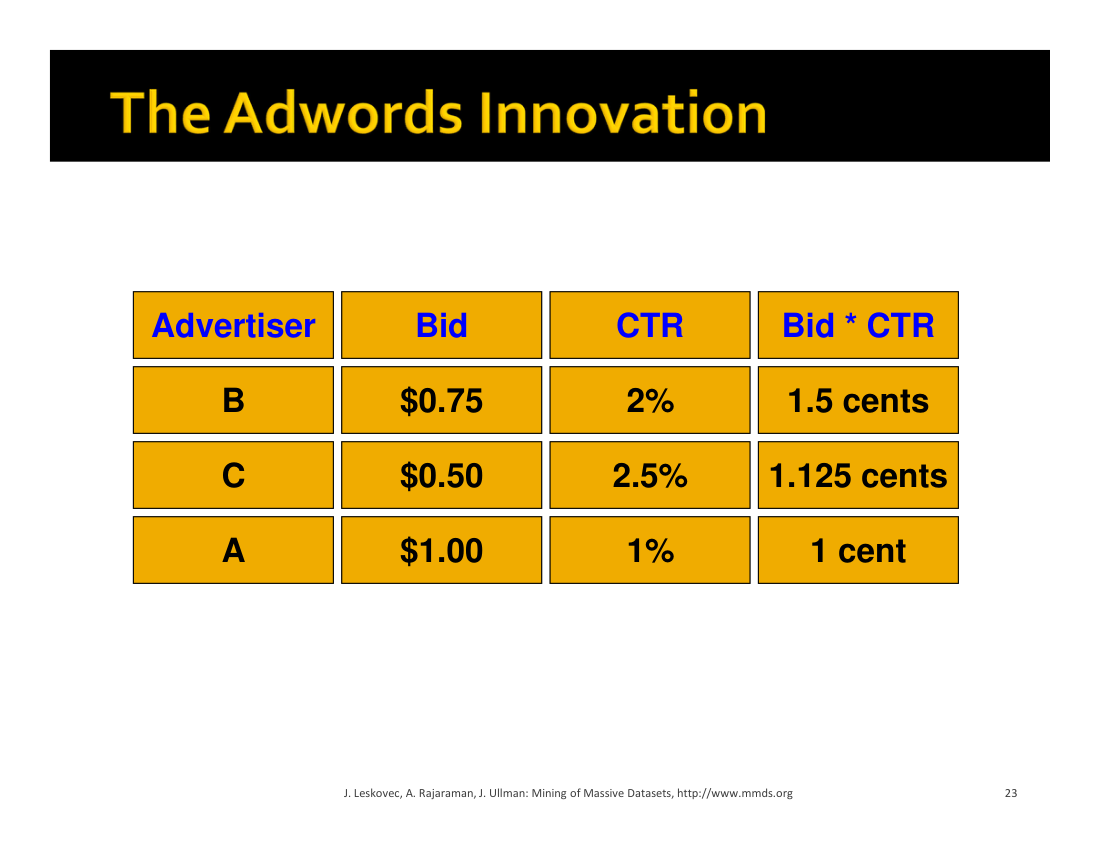 The Adwords Innovation
Advertiser Bid CTR Bid * CTR
B $0.75 2% 1.5 cents
C $0.50 2.5% 1.125 cents
A $1.00 1% 1 cent
J. Leskovec, A. Rajaraman, J. Ullman: Mining of Massive Datasets, http://www.mmds.org 23